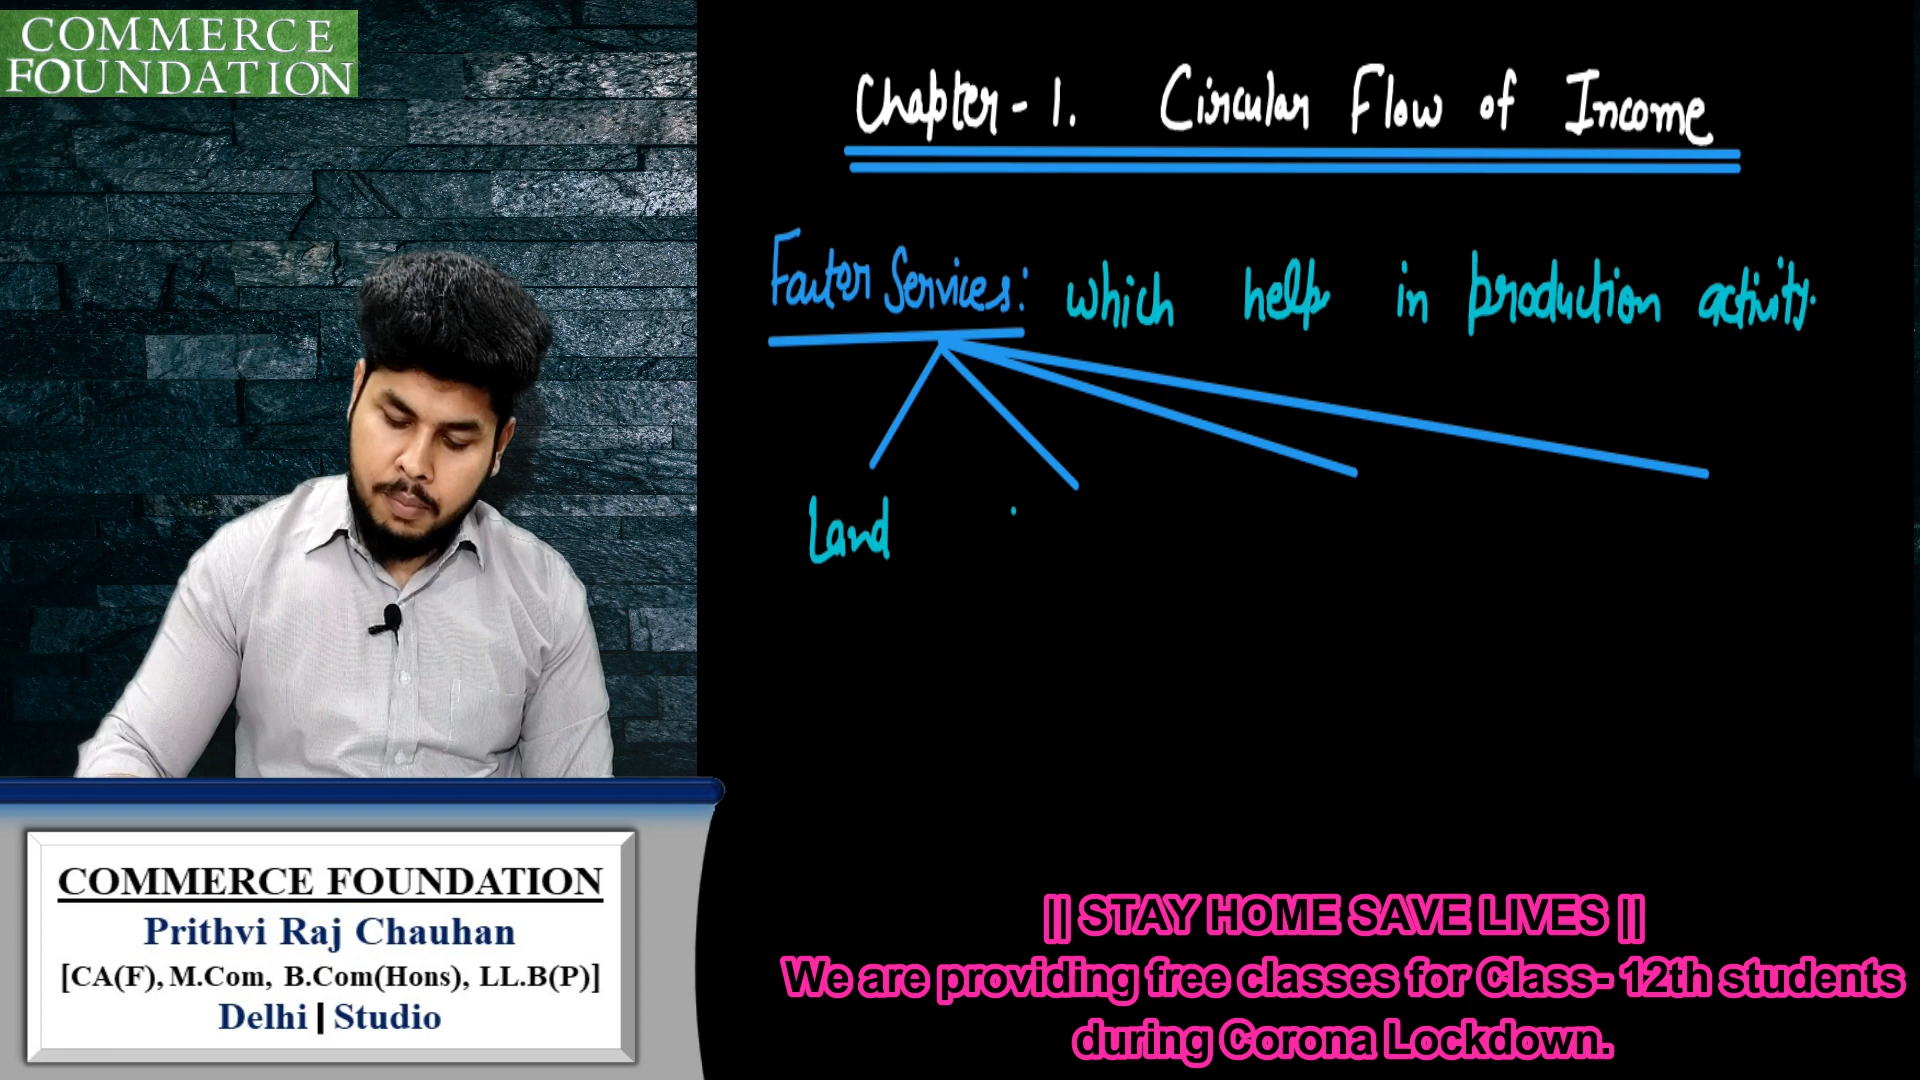 COMMERCE
FOUNDATION
Chapter - 1. Circular Flow of Income
Factor Services: which help in production activity.
Land
COMMERCE FOUNDATION
Prithvi Raj Chauhan
[CA(F), M.Com, B.Com(Hons), LL.B(P)]
Delhi | Studio
|| STAY HOME SAVE LIVES ||
We are providing free classes for Class- 12th students
during Corona Lockdown.